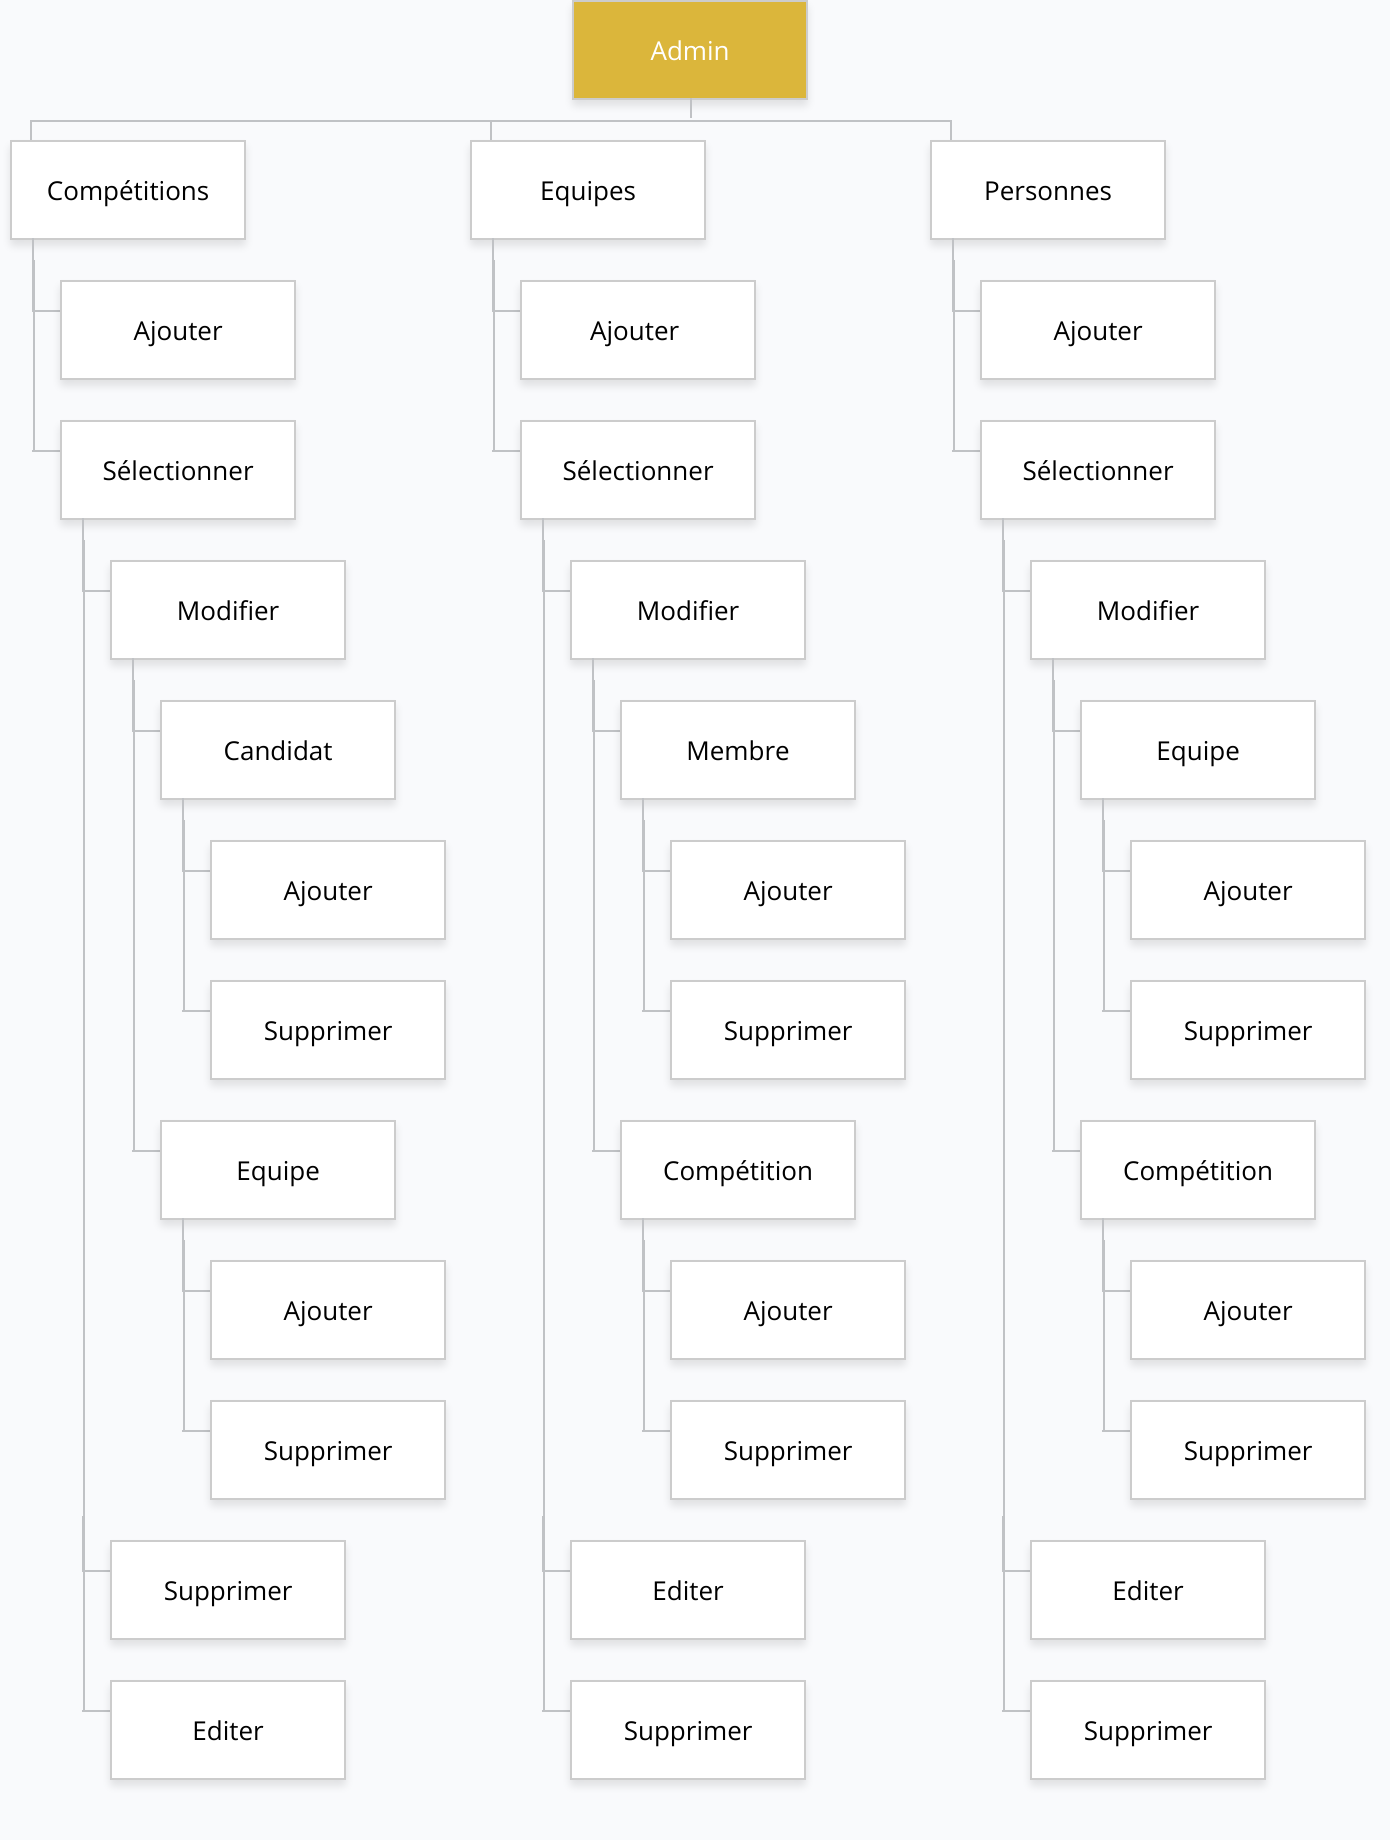 Admin
Compétitions
Ajouter
Sélectionner
Modifier
Candidat
Ajouter
Supprimer
Equipe
Ajouter
Supprimer
Supprimer
Editer
Equipes
Ajouter
Sélectionner
Modifier
Membre
Ajouter
Supprimer
Compétition
Ajouter
Supprimer
Editer
Supprimer
Personnes
Ajouter
Sélectionner
Modifier
Equipe
Ajouter
Supprimer
Compétition
Ajouter
Supprimer
Editer
Supprimer